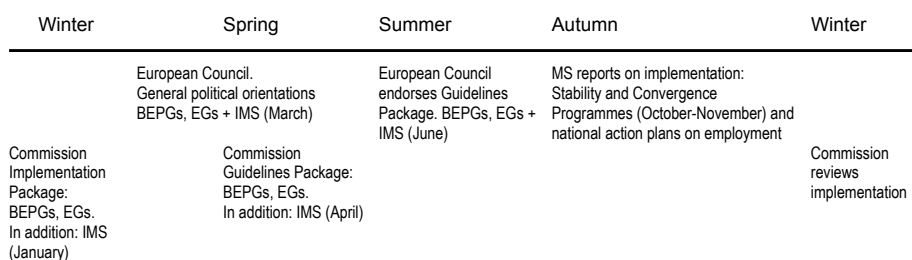 Winter Spring Summer Autumn Winter
European Council.
General political orientations
BEPGs, EGs + IMS (March)
European Council
endorses Guidelines
Package. BEPGs, EGs +
IMS (June)
MS reports on implementation:
Stability and Convergence
Programmes (October-November) and
national action plans on employment
Commission
Implementation
Package:
BEPGs, EGs.
In addition: IMS
(January)
Commission
Guidelines Package:
BEPGs, EGs.
In addition: IMS (April)
Commission
reviews
implementation